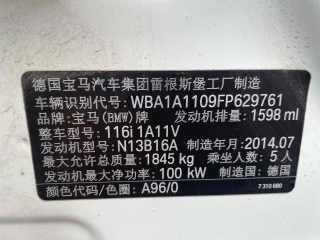 德国宝马汽车集团雷根斯堡工厂制造
车辆识别代号: WBA1A1109FP629761
品牌: 宝马(BMW)牌 发动机排量: 1598 ml
整车型号: 116i 1A11V
发动机型号: N13B16A 制造年月: 2014.07
最大允许总质量: 1845 kg 乘坐人数: 5 人
发动机最大净功率: 100 kW 制造国: 德国
颜色代码/色圈: A96/0 7 310 680